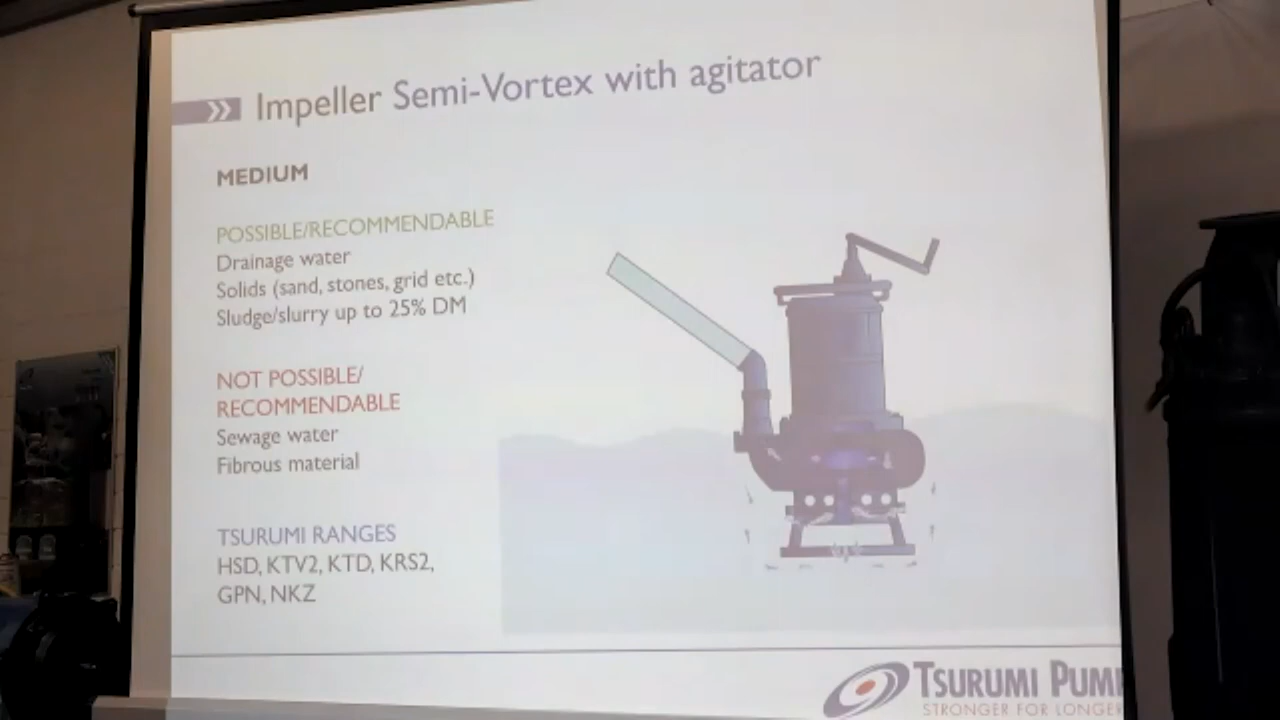 Impeller Semi-Vortex with agitator
MEDIUM
POSSIBLE/RECOMMENDABLE
Drainage water
Solids (sand, stones, grid etc.)
Sludge/slurry up to 25% DM
NOT POSSIBLE/
RECOMMENDABLE
Sewage water
Fibrous material
TSURUMI RANGES
HSD, KTV2, KTD, KRS2,
GPN, NKZ
TSURUMI PUM
STRONGER FOR LONGER